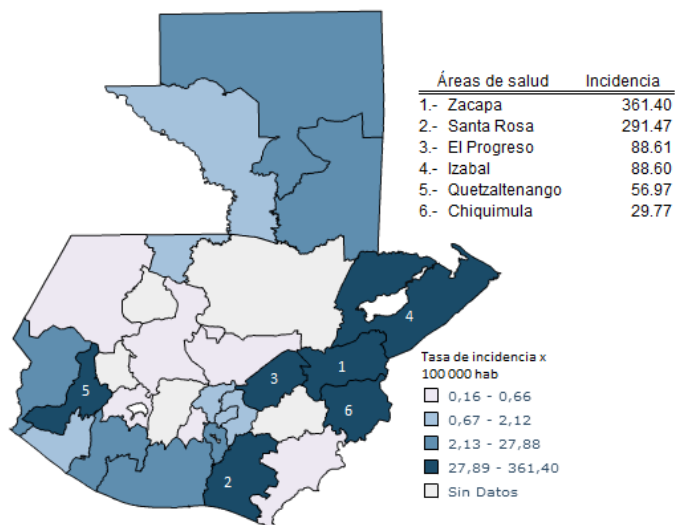 Áreas de salud Incidencia
1.- Zacapa 361.40
2.- Santa Rosa 291.47
3.- El Progreso 88.61
4.- Izabal 88.60
5.- Quetzaltenango 56.97
6.- Chiquimula 29.77
4
1
3
5
6
2
Tasa de incidencia x
100 000 hab
0,16 - 0,66
0,67 - 2,12
2,13 - 27,88
27,89 - 361,40
Sin Datos